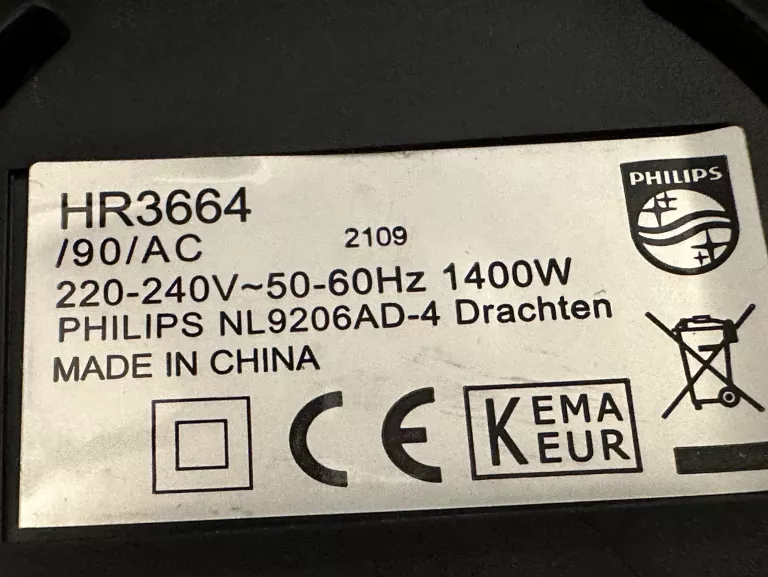 PHILIPS
HR3664
/90/AC 2109
220-240V~50-60Hz 1400W
PHILIPS NL9206AD-4 Drachten
MADE IN CHINA
CE KEMA
EUR